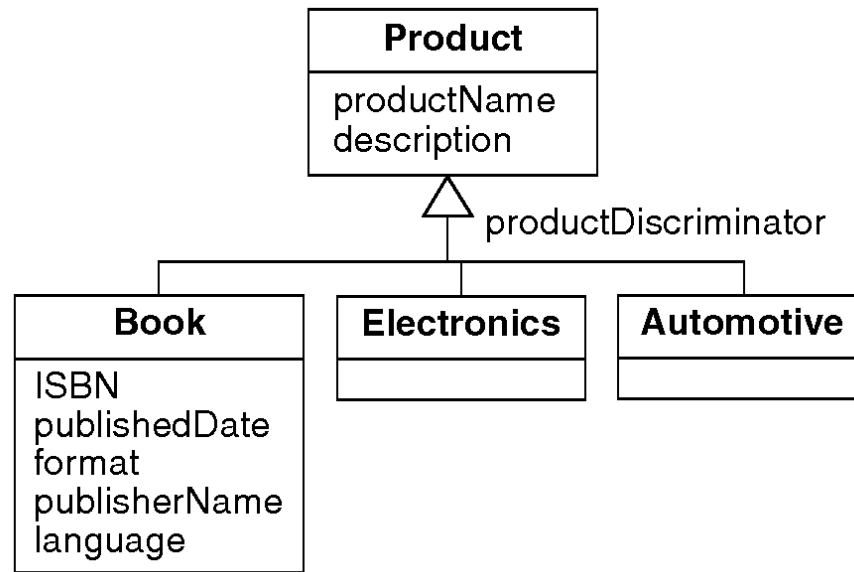 Product
productName
description
productDiscriminator
Book
ISBN
publishedDate
format
publisherName
language
Electronics
Automotive